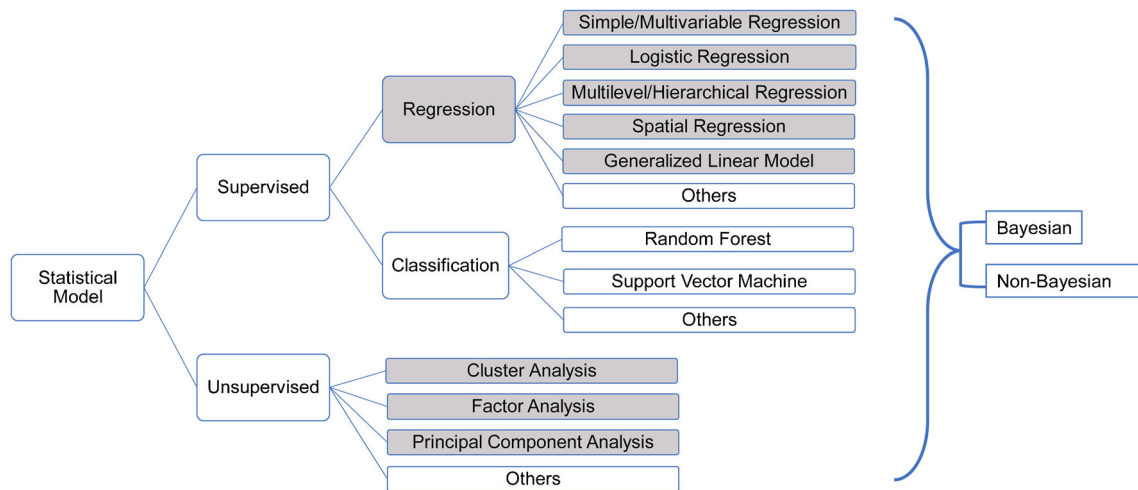 Simple/Multivariable Regression
Logistic Regression
Multilevel/Hierarchical Regression
Spatial Regression
Generalized Linear Model
Others
Regression
Supervised
Classification
Random Forest
Support Vector Machine
Others
Statistical
Model
Unsupervised
Cluster Analysis
Factor Analysis
Principal Component Analysis
Others
Bayesian
Non-Bayesian